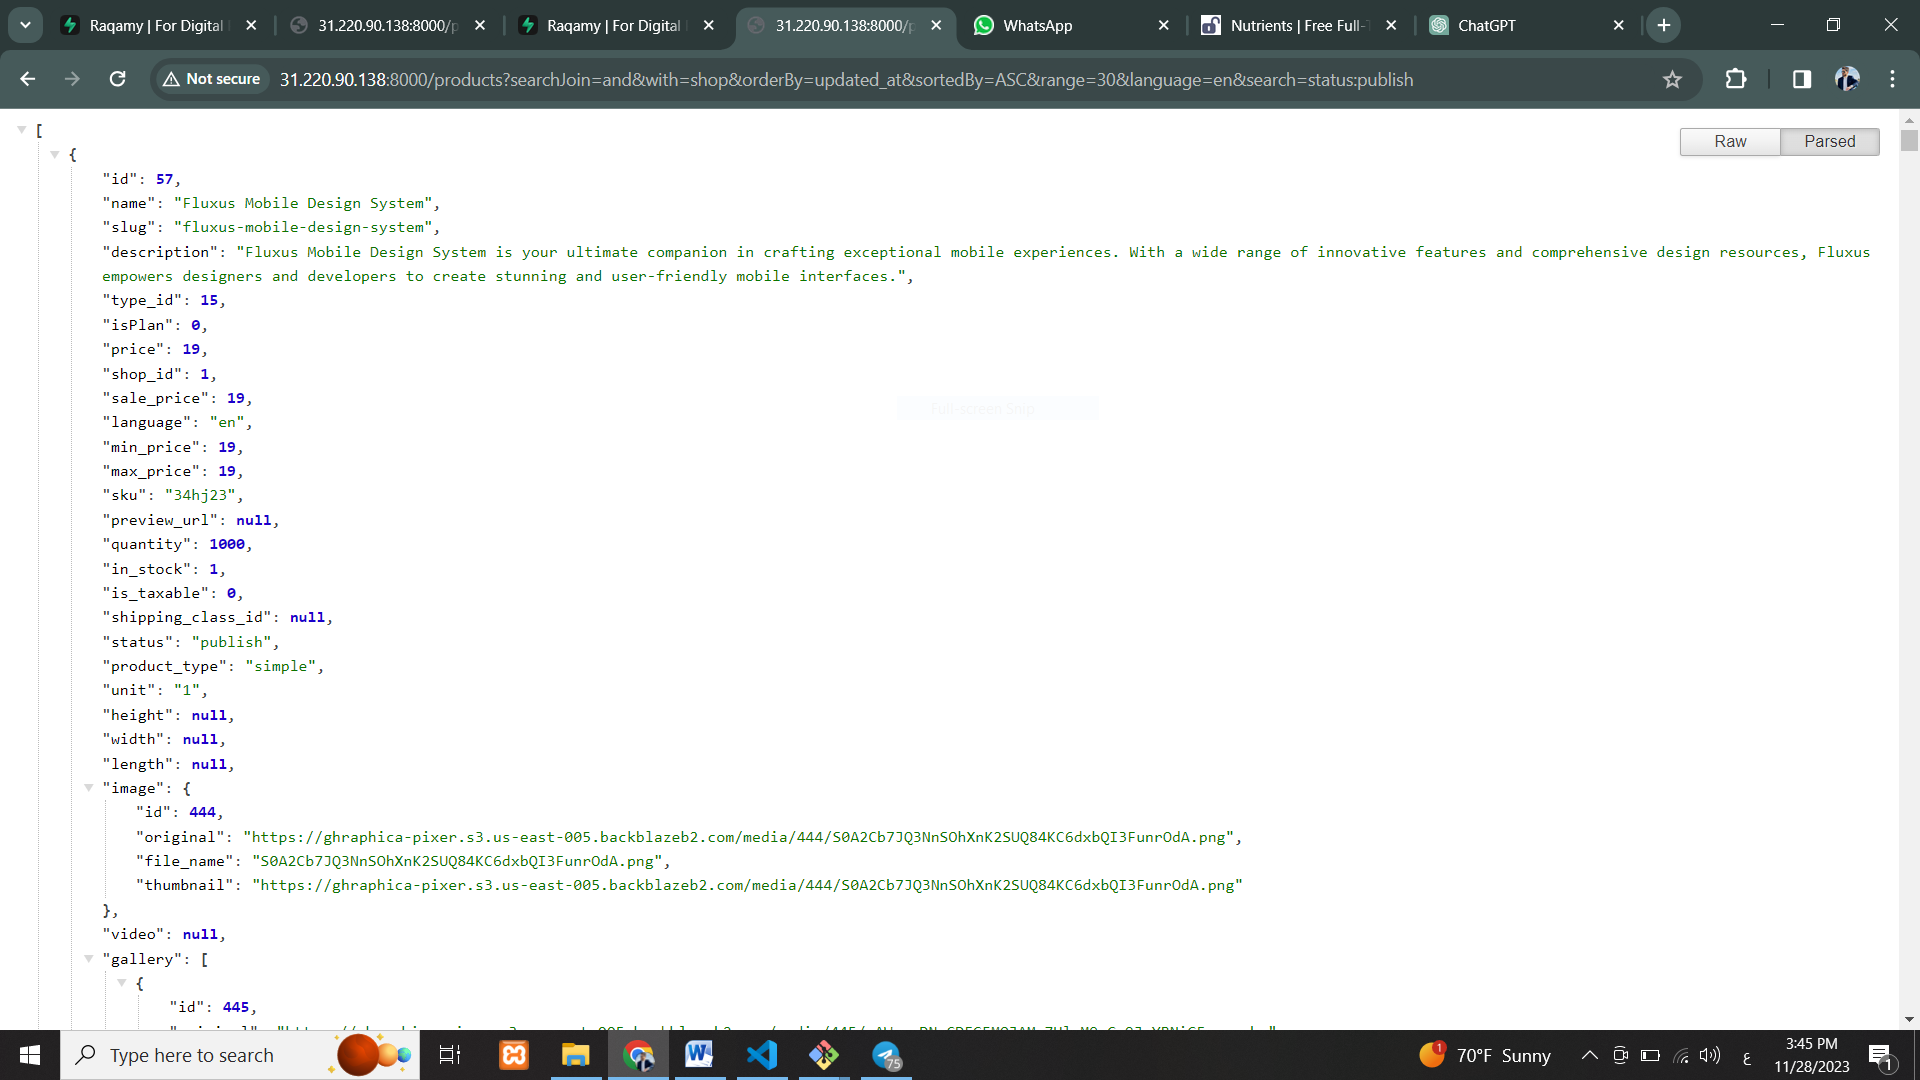 Raqamy | For Digital
31.220.90.138:8000/p
Raqamy | For Digital
31.220.90.138:8000/p
WhatsApp
Nutrients | Free Full-T
ChatGPT
Not secure
31.220.90.138:8000/products?searchJoin=and&with=shop&orderBy=updated_at&sortedBy=ASC&range=30&language=en&search=status:publish
Raw
Parsed
[
{
"id": 57,
"name": "Fluxus Mobile Design System",
"slug": "fluxus-mobile-design-system",
"description": "Fluxus Mobile Design System is your ultimate companion in crafting exceptional mobile experiences. With a wide range of innovative features and comprehensive design resources, Fluxus
empowers designers and developers to create stunning and user-friendly mobile interfaces.",
"type_id": 15,
"isPlan": 0,
"price": 19,
"shop_id": 1,
"sale_price": 19,
"language": "en",
"min_price": 19,
"max_price": 19,
"sku": "34hj23",
"preview_url": null,
"quantity": 1000,
"in_stock": 1,
"is_taxable": 0,
"shipping_class_id": null,
"status": "publish",
"product_type": "simple",
"unit": "1",
"height": null,
"width": null,
"length": null,
"image": {
"id": 444,
"original": "https://ghraphica-pixer.s3.us-east-005.backblazeb2.com/media/444/S0A2Cb7JQ3NnSOhXnK2SUQ84KC6dxbQI3FunrOdA.png",
"file_name": "S0A2Cb7JQ3NnSOhXnK2SUQ84KC6dxbQI3FunrOdA.png",
"thumbnail": "https://ghraphica-pixer.s3.us-east-005.backblazeb2.com/media/444/S0A2Cb7JQ3NnSOhXnK2SUQ84KC6dxbQI3FunrOdA.png"
},
"video": null,
"gallery": [
{
"id": 445,
Full-screen Snip
Type here to search
75
1
70°F Sunny
ع
3:45 PM
11/28/2023
1